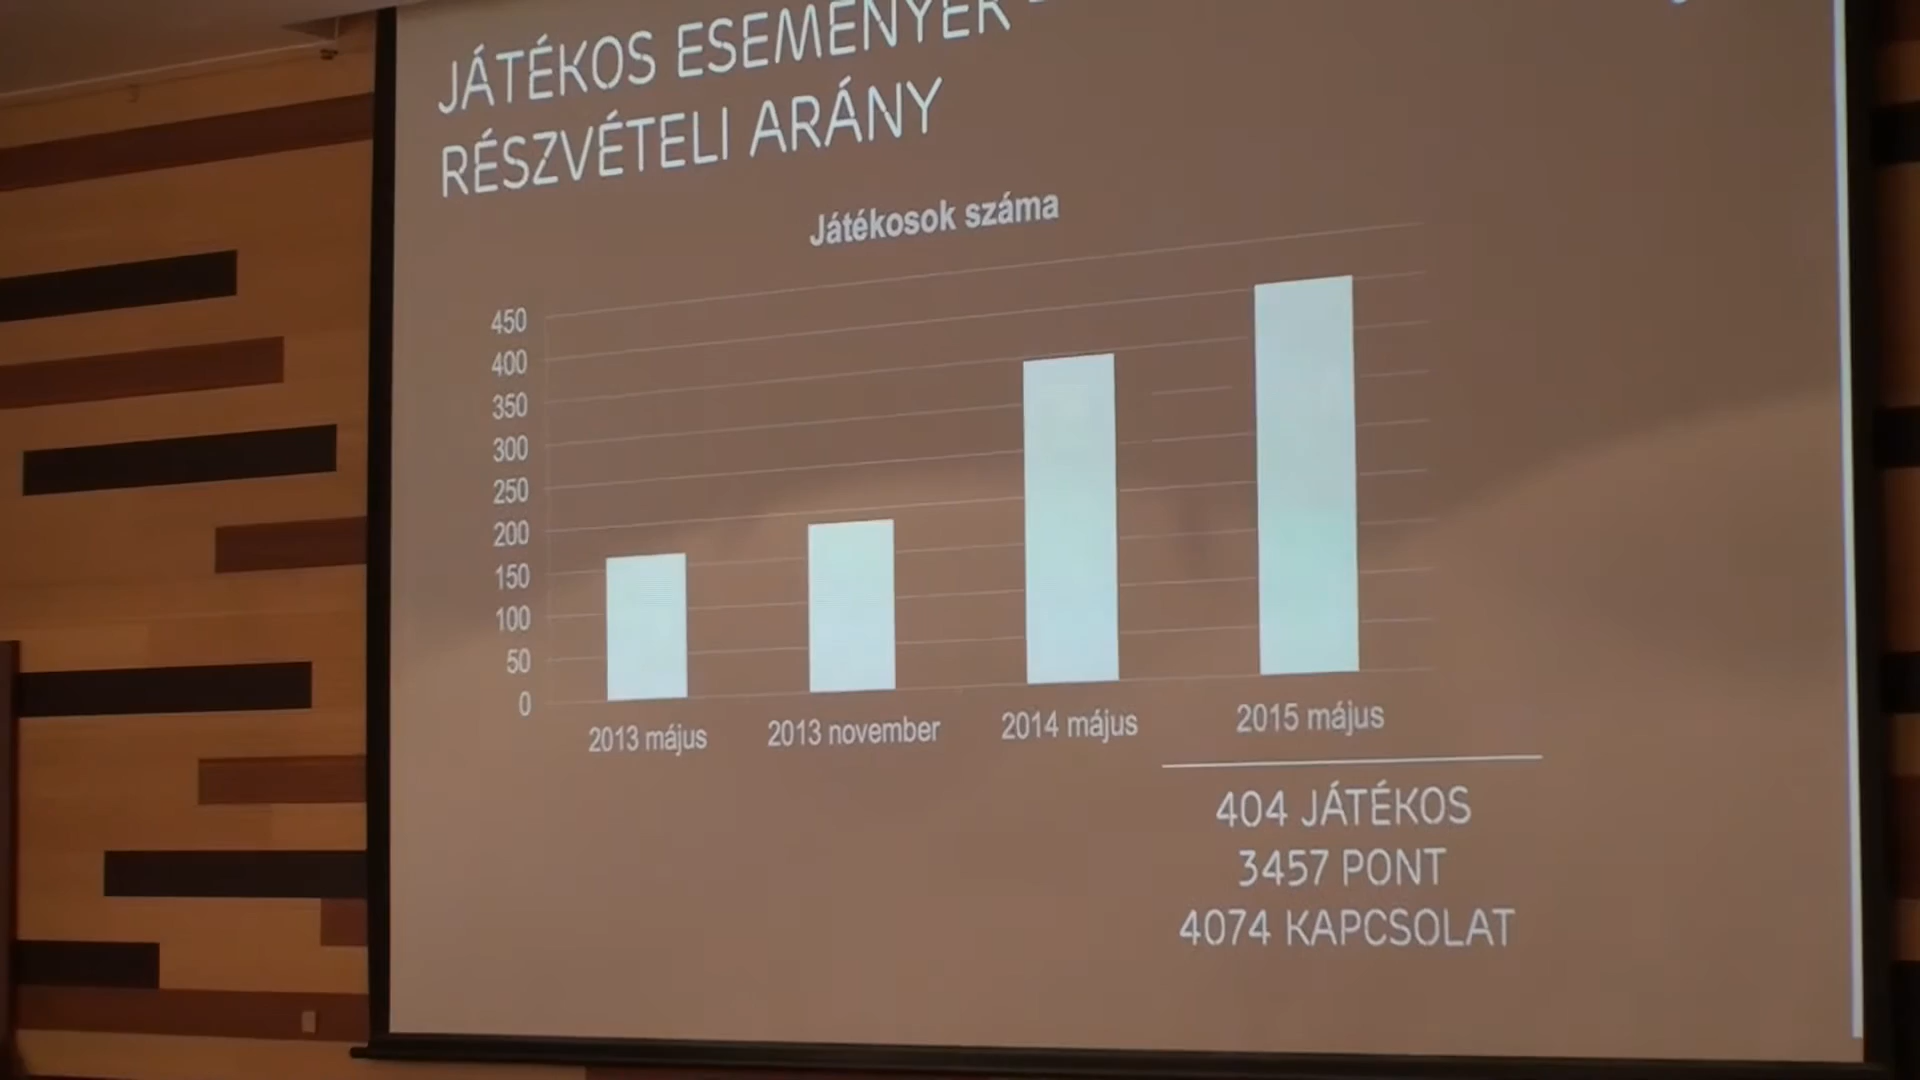 JÁTÉKOS ESEMÉNYEK -
RÉSZVÉTELI ARÁNY
Játékosok száma
450
400
350
300
250
200
150
100
50
0
2013 május
2013 november
2014 május
2015 május
404 JÁTÉKOS
3457 PONT
4074 KAPCSOLAT